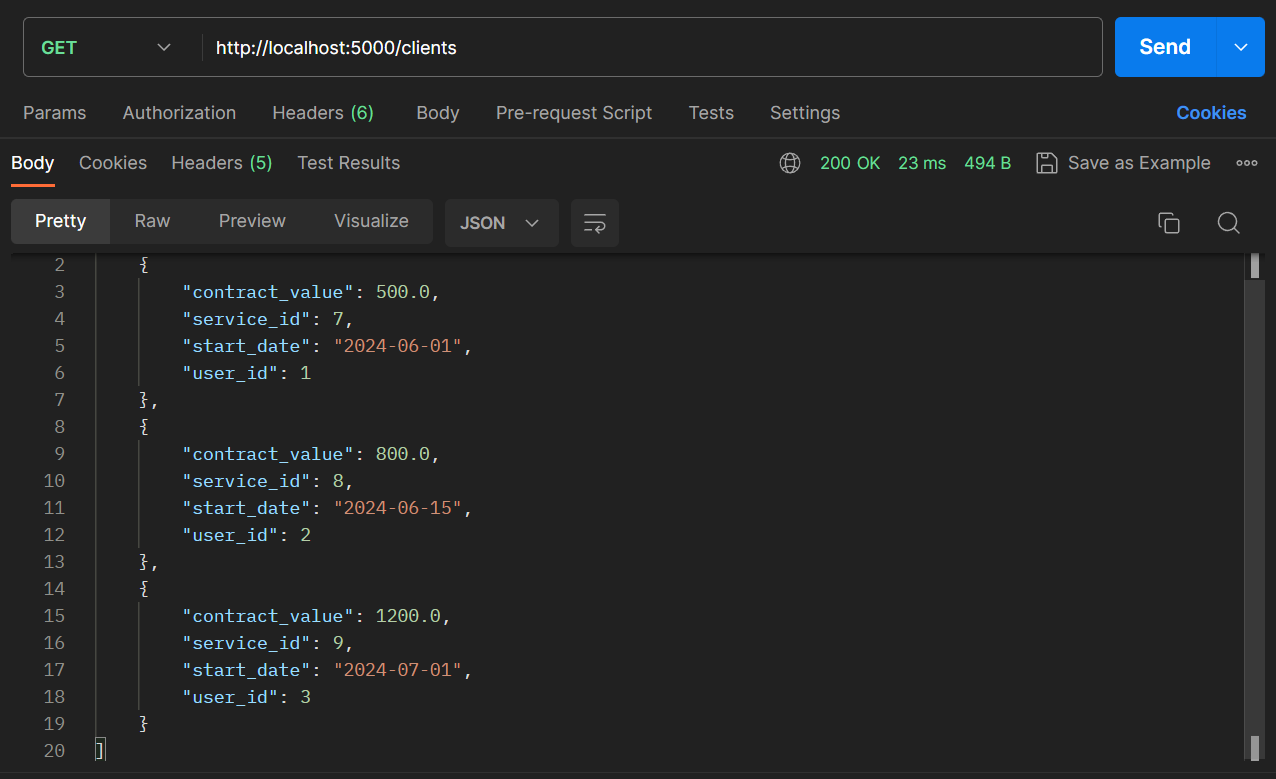 GET http://localhost:5000/clients Send
Params Authorization Headers (6) Body Pre-request Script Tests Settings Cookies
Body Cookies Headers (5) Test Results 200 OK 23 ms 494 B Save as Example
Pretty Raw Preview Visualize JSON
2 {
3 "contract_value": 500.0,
4 "service_id": 7,
5 "start_date": "2024-06-01",
6 "user_id": 1
7 },
8 {
9 "contract_value": 800.0,
10 "service_id": 8,
11 "start_date": "2024-06-15",
12 "user_id": 2
13 },
14 {
15 "contract_value": 1200.0,
16 "service_id": 9,
17 "start_date": "2024-07-01",
18 "user_id": 3
19 }
20 ]